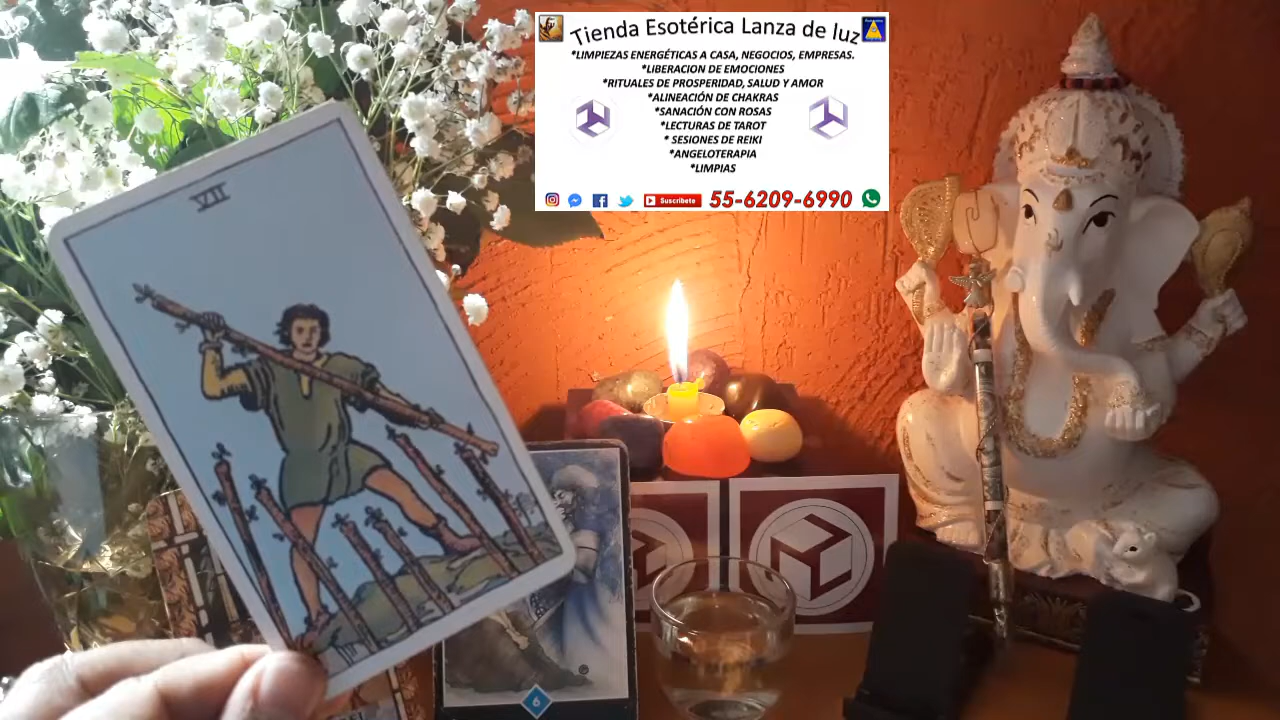 Tienda Esotérica Lanza de luz
*LIMPIEZAS ENERGÉTICAS A CASA, NEGOCIOS, EMPRESAS.
*LIBERACION DE EMOCIONES
*RITUALES DE PROSPERIDAD, SALUD Y AMOR
*ALINEACIÓN DE CHAKRAS
*SANACIÓN CON ROSAS
*LECTURAS DE TAROT
* SESIONES DE REIKI
*ANGELOTERAPIA
*LIMPIAS
Suscribete 55-6209-6990
VII
6